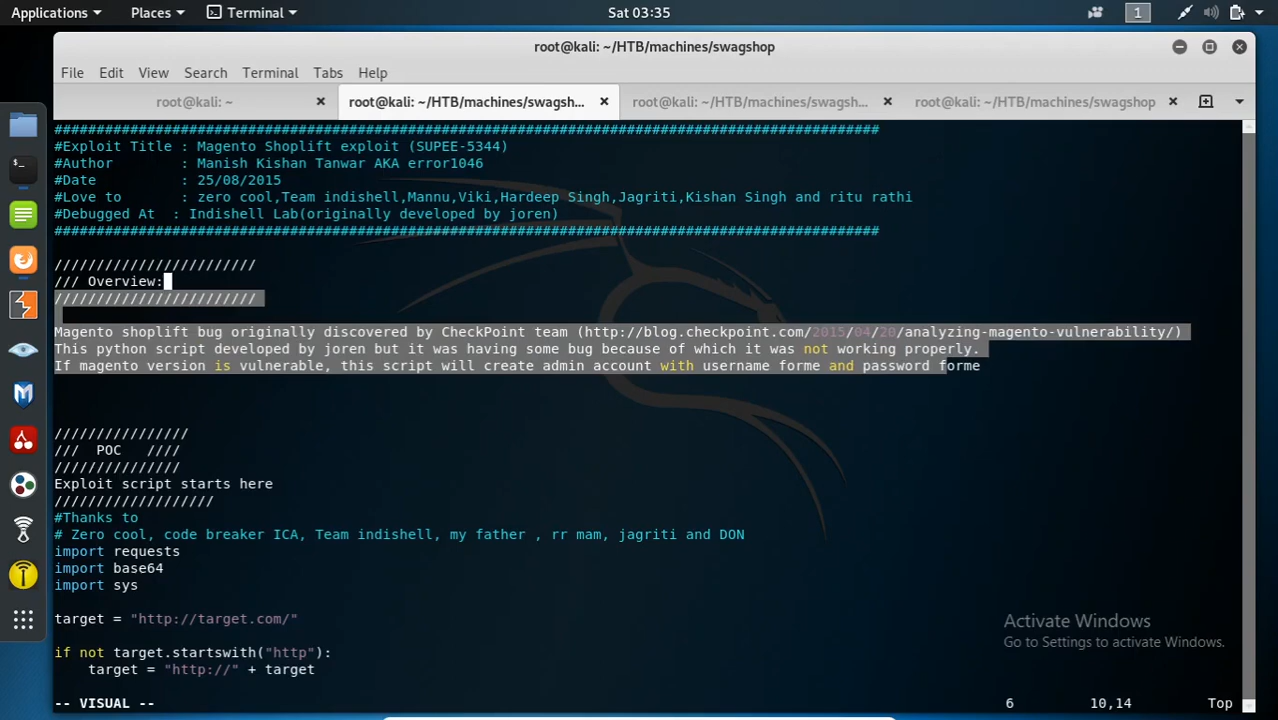 Applications Places Terminal Sat 03:35 1
root@kali: ~/HTB/machines/swagshop
File Edit View Search Terminal Tabs Help
root@kali: ~ root@kali: ~/HTB/machines/swagsh... root@kali: ~/HTB/machines/swagsh... root@kali: ~/HTB/machines/swagshop
##################################################################################################
#Exploit Title : Magento Shoplift exploit (SUPEE-5344)
#Author : Manish Kishan Tanwar AKA error1046
#Date : 25/08/2015
#Love to : zero cool,Team indishell,Mannu,Viki,Hardeep Singh,Jagriti,Kishan Singh and ritu rathi
#Debugged At : Indishell Lab(originally developed by joren)
##################################################################################################
////////////////////////
/// Overview:
////////////////////////
Magento shoplift bug originally discovered by CheckPoint team (http://blog.checkpoint.com/2015/04/20/analyzing-magento-vulnerability/)
This python script developed by joren but it was having some bug because of which it was not working properly.
If magento version is vulnerable, this script will create admin account with username forme and password forme
////////////////
/// POC ////
///////////////
Exploit script starts here
///////////////////
#Thanks to
# Zero cool, code breaker ICA, Team indishell, my father , rr mam, jagriti and DON
import requests
import base64
import sys
target = "http://target.com/"
if not target.startswith("http"):
target = "http://" + target
Activate Windows
Go to Settings to activate Windows.
-- VISUAL -- 6 10,14 Top